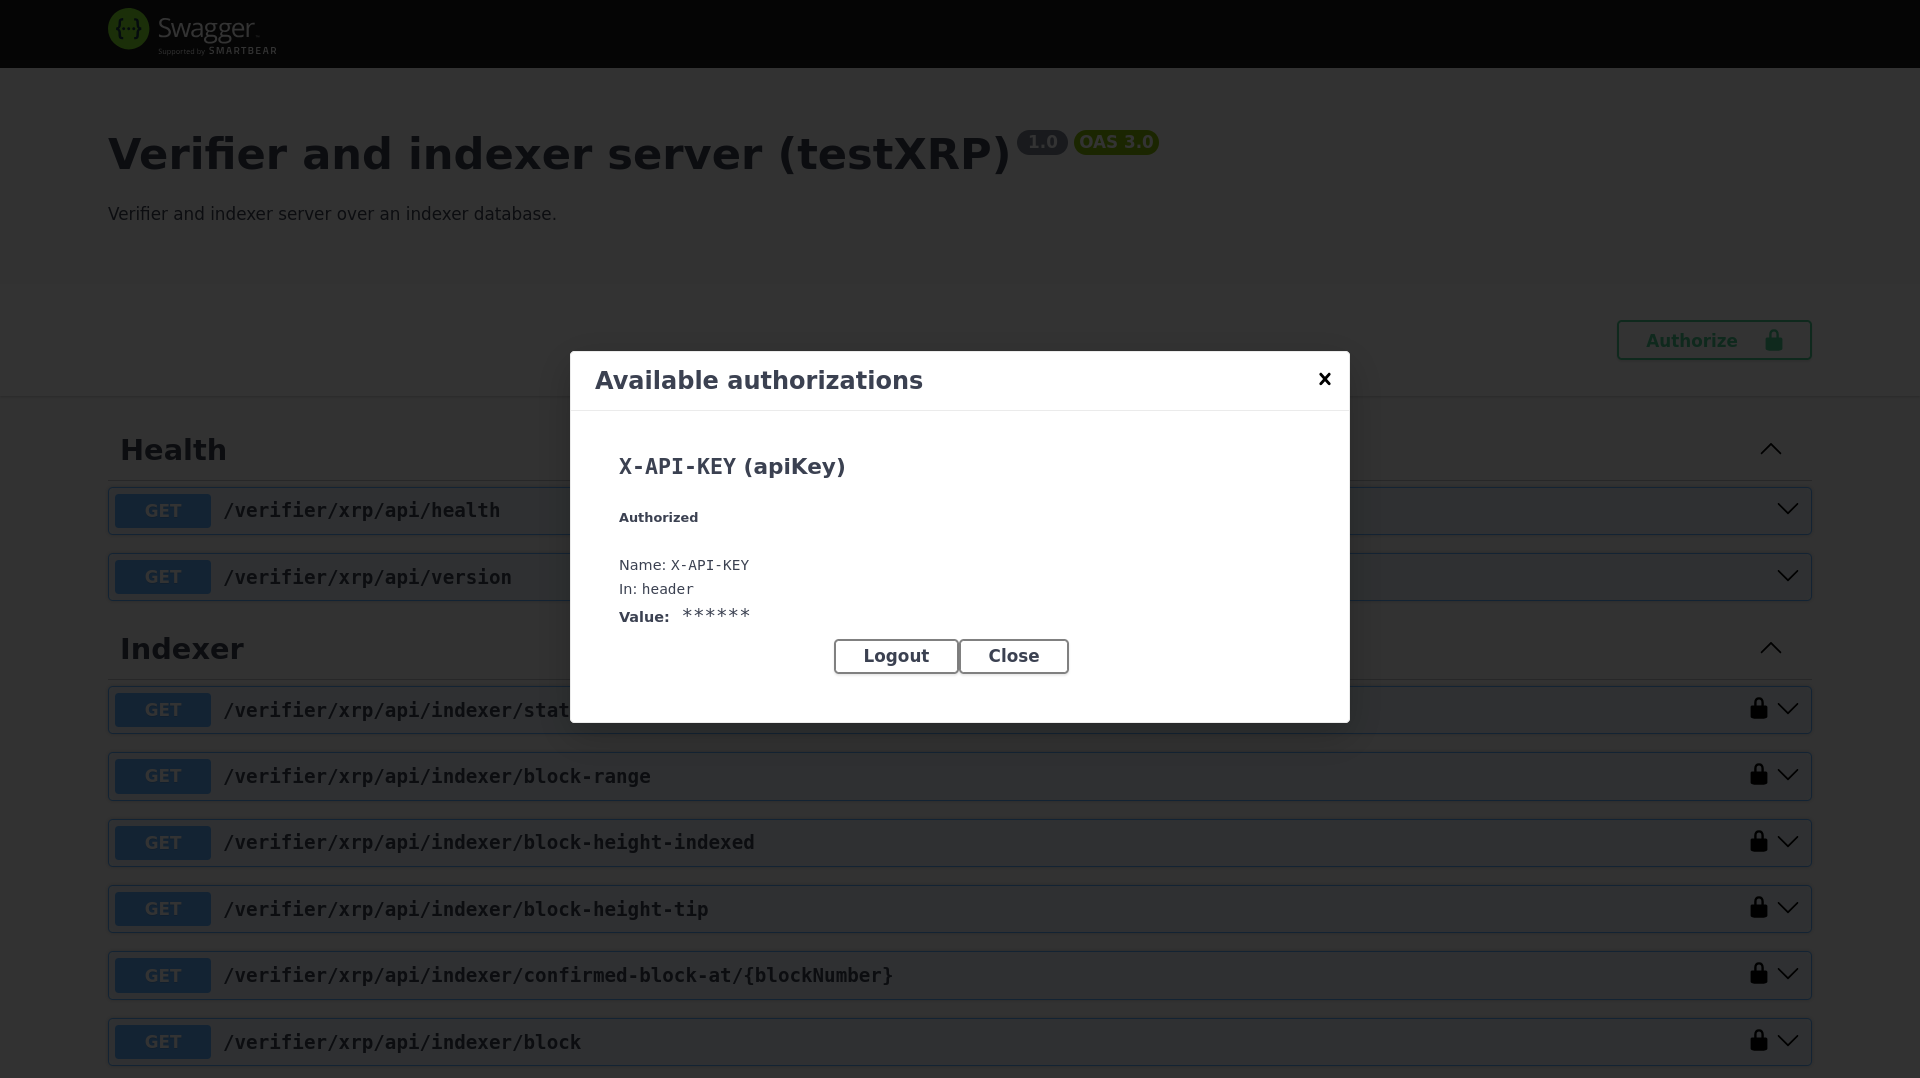 Swagger
Supported by SMARTBEAR
Verifier and indexer server (testXRP) 1.0 OAS 3.0
Verifier and indexer server over an indexer database.
Authorize
Available authorizations
X-API-KEY (apiKey)
Authorized
Name: X-API-KEY
In: header
Value: ******
Logout Close
Health
GET /verifier/xrp/api/health
GET /verifier/xrp/api/version
Indexer
GET /verifier/xrp/api/indexer/stat
GET /verifier/xrp/api/indexer/block-range
GET /verifier/xrp/api/indexer/block-height-indexed
GET /verifier/xrp/api/indexer/block-height-tip
GET /verifier/xrp/api/indexer/confirmed-block-at/{blockNumber}
GET /verifier/xrp/api/indexer/block